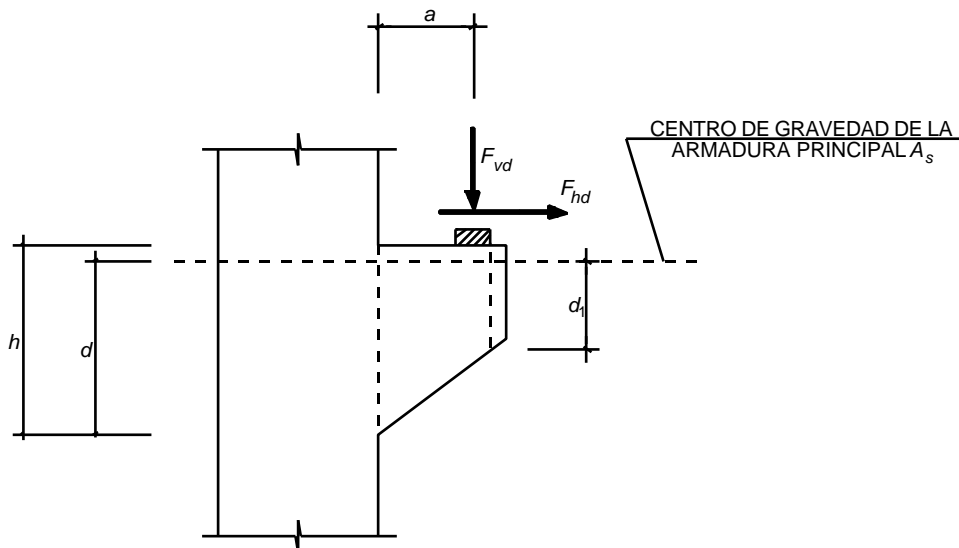 a
CENTRO DE GRAVEDAD DE LA
ARMADURA PRINCIPAL A_s
F_vd
F_hd
d_1
h
d